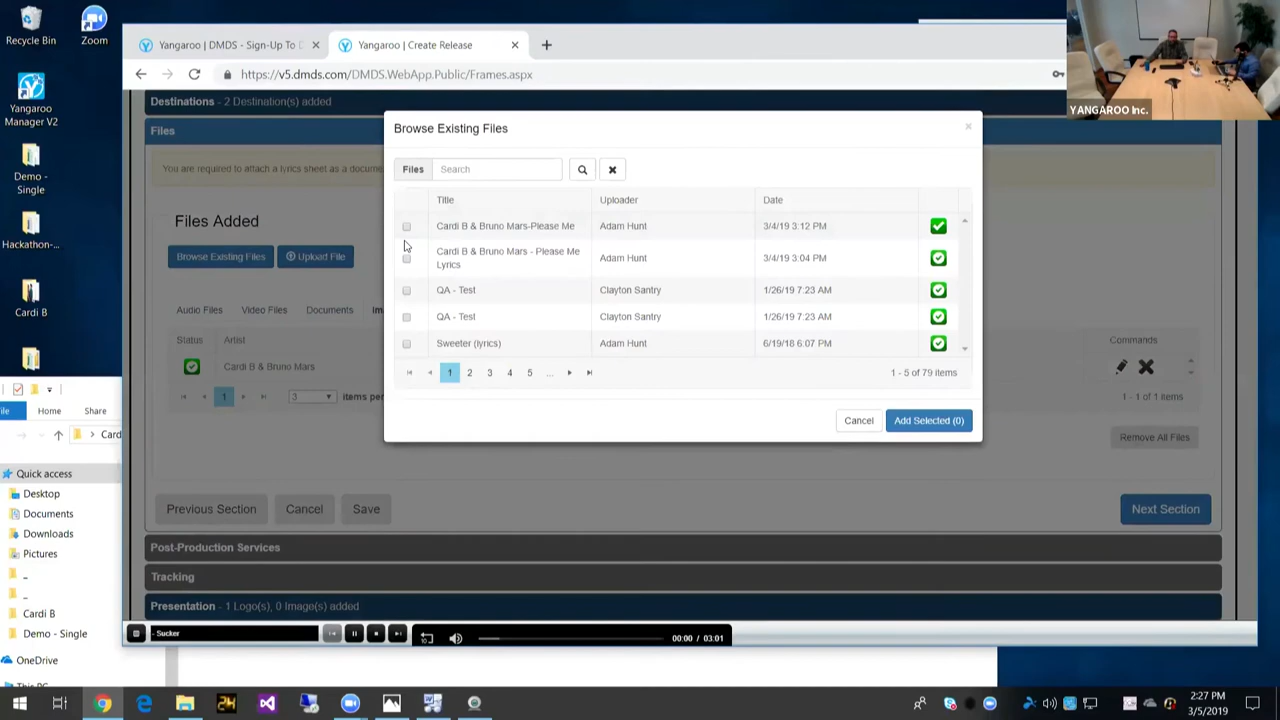 Recycle Bin
Zoom
Yangaroo
Manager V2
Demo -
Single
Hackathon-...
Cardi B
Yangaroo | DMDS - Sign-Up To D
Yangaroo | Create Release
https://v5.dmds.com/DMDS.WebApp.Public/Frames.aspx
YANGAROO Inc.
Destinations - 2 Destination(s) added
Files
You are required to attach a lyrics sheet as a docume
Files Added
Browse Existing Files
Upload File
Audio Files
Video Files
Documents
Im
Status
Artist
Commands
Cardi B & Bruno Mars
1
3
items per
1 - 1 of 1 items
Remove All Files
Browse Existing Files
Files
Search
Title
Uploader
Date
Cardi B & Bruno Mars-Please Me
Adam Hunt
3/4/19 3:12 PM
Cardi B & Bruno Mars - Please Me
Lyrics
Adam Hunt
3/4/19 3:04 PM
QA - Test
Clayton Santry
1/26/19 7:23 AM
QA - Test
Clayton Santry
1/26/19 7:23 AM
Sweeter (lyrics)
Adam Hunt
6/19/18 6:07 PM
1 2 3 4 5 ...
1 - 5 of 79 items
Cancel
Add Selected (0)
Previous Section
Cancel
Save
Next Section
Post-Production Services
Tracking
Presentation - 1 Logo(s), 0 Image(s) added
- Sucker
10
00:00 / 03:01
ile
Home
Share
Card
Quick access
Desktop
Documents
Downloads
Pictures
_
_
Cardi B
Demo - Single
OneDrive
This PC
2:27 PM
3/5/2019